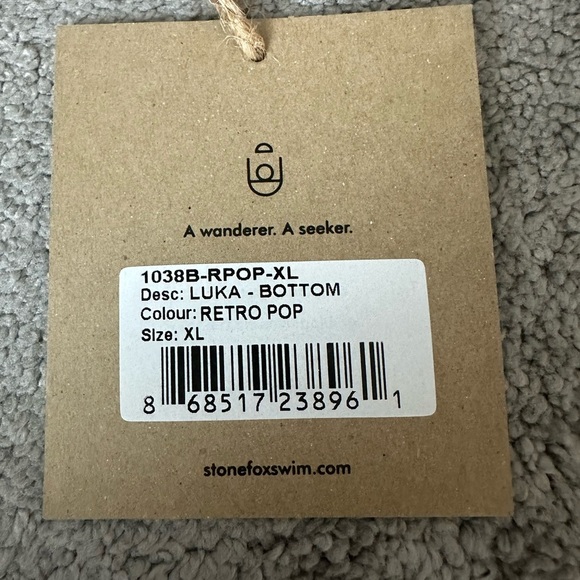 A wanderer. A seeker.
1038B-RPOP-XL
Desc: LUKA - BOTTOM
Colour: RETRO POP
Size: XL
8 68517 23896 1
stonefoxswim.com